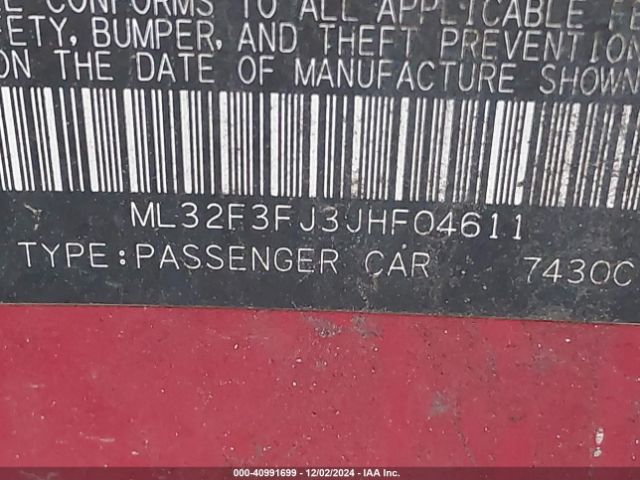 CONFORMS TO ALL APPLICABLE
FETY, BUMPER, AND THEFT PREVENTION
ON THE DATE OF MANUFACTURE SHOWN
ML32F3FJ3JHF04611
TYPE:PASSENGER CAR 7430C
000-40991699 - 12/02/2024 - IAA Inc.